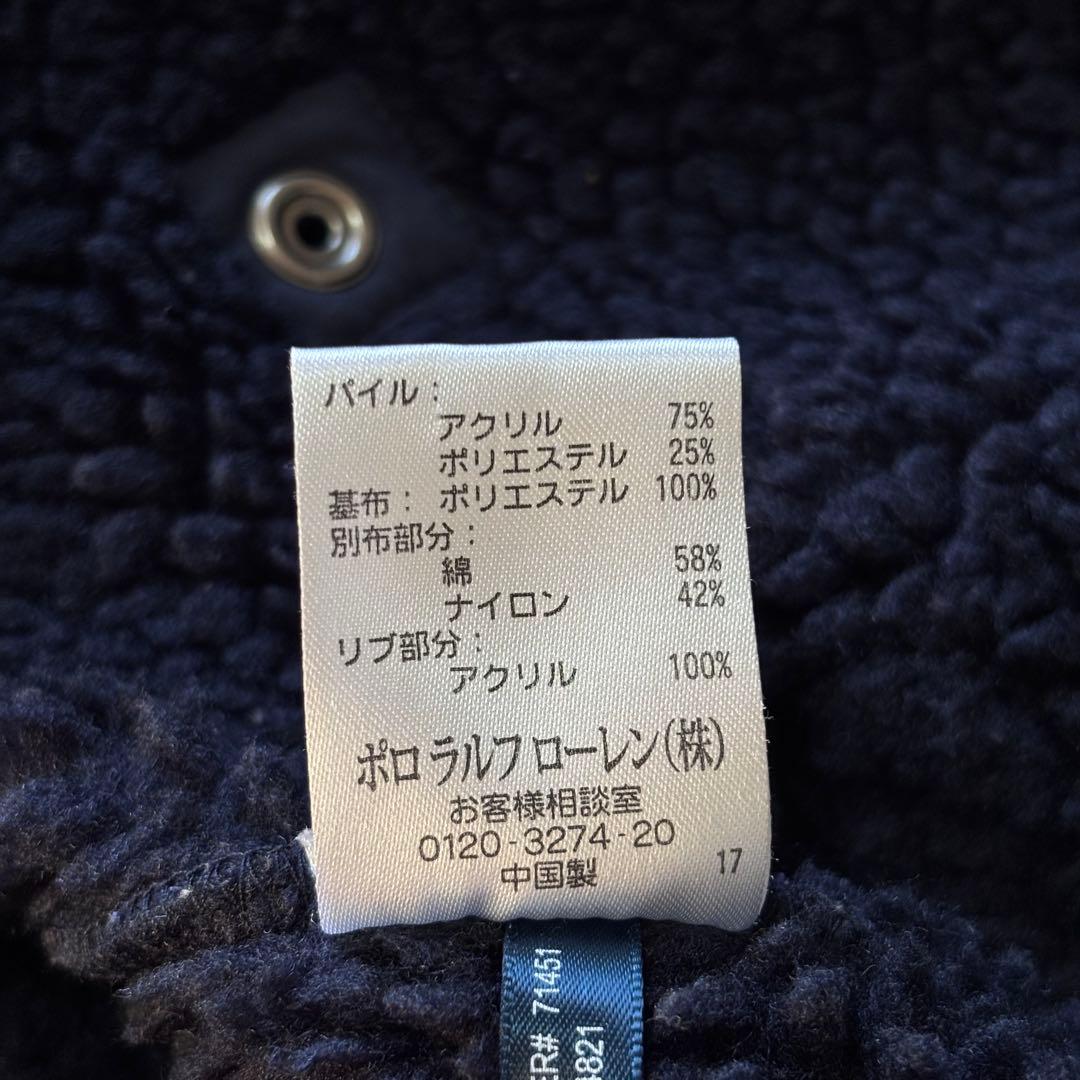 パイル：
アクリル 75%
ポリエステル 25%
基布： ポリエステル 100%
別布部分：
綿 58%
ナイロン 42%
リブ部分：
アクリル 100%
ポロ ラルフ ローレン(株)
お客様相談室
0120-3274-20
中国製 17
ER# 71451
4821